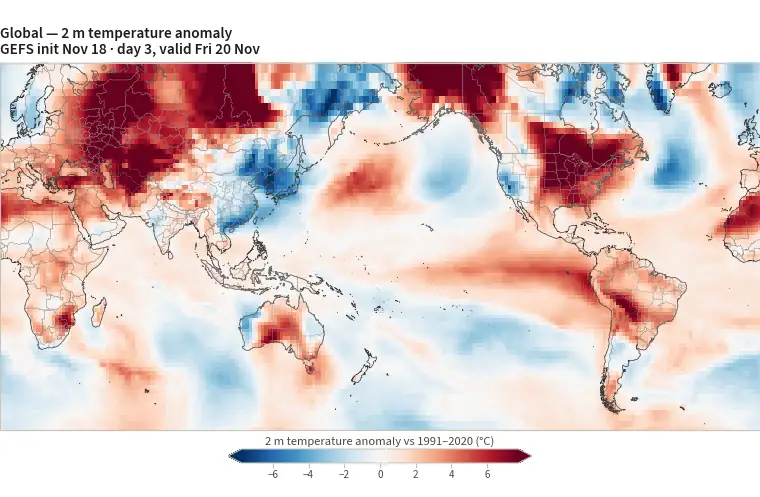 Global — 2 m temperature anomaly
GEFS init Nov 18 · day 3, valid Fri 20 Nov
2 m temperature anomaly vs 1991–2020 (°C)
−6 −4 −2 0 2 4 6